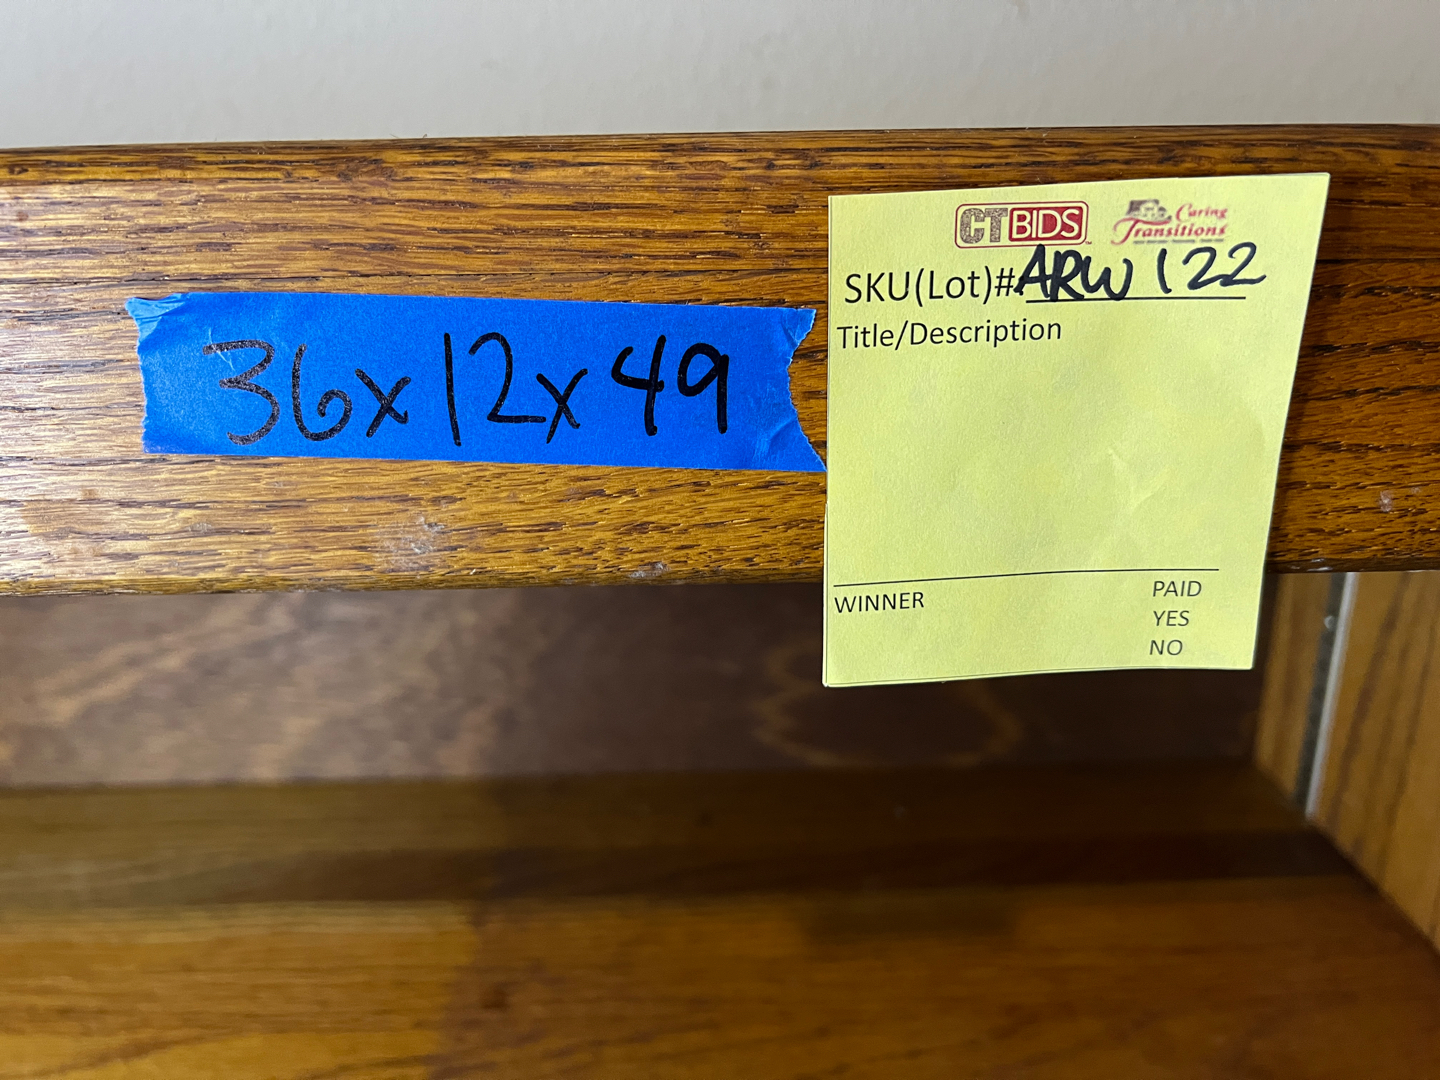 36x12x49
CTBIDS
Caring
Transitions
SKU(Lot)#ARW 122
Title/Description
WINNER
PAID
YES
NO